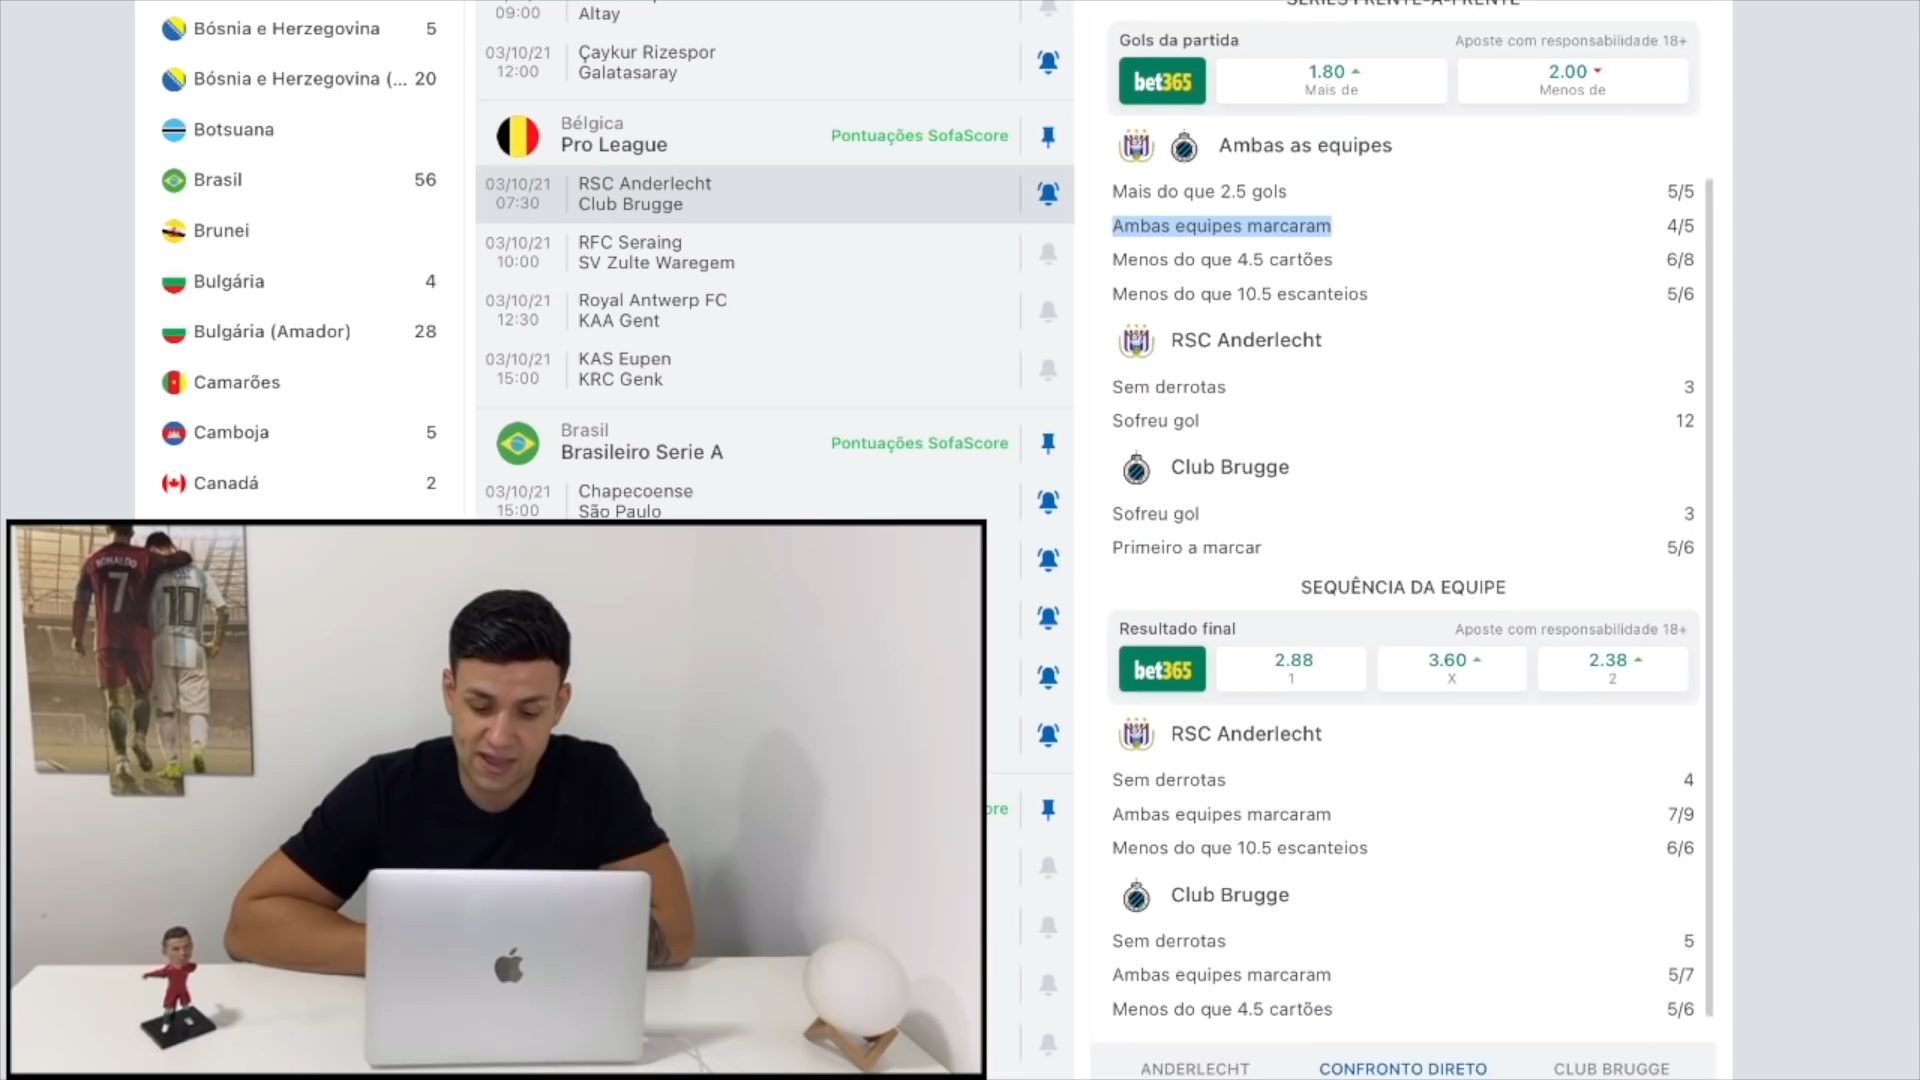 Bósnia e Herzegovina 5
Bósnia e Herzegovina (... 20
Botsuana
Brasil 56
Brunei
Bulgária 4
Bulgária (Amador) 28
Camarões
Camboja 5
Canadá 2
09:00
Altay
03/10/21 Çaykur Rizespor
12:00 Galatasaray
Bélgica
Pro League
Pontuações SofaScore
03/10/21 RSC Anderlecht
07:30 Club Brugge
03/10/21 RFC Seraing
10:00 SV Zulte Waregem
03/10/21 Royal Antwerp FC
12:30 KAA Gent
03/10/21 KAS Eupen
15:00 KRC Genk
Brasil
Brasileiro Serie A
Pontuações SofaScore
03/10/21 Chapecoense
15:00 São Paulo
ore
RONALDO
7
10
SÉRIES FRENTE-A-FRENTE
Gols da partida Aposte com responsabilidade 18+
bet365
1.80 2.00
Mais de Menos de
Ambas as equipes
Mais do que 2.5 gols 5/5
Ambas equipes marcaram 4/5
Menos do que 4.5 cartões 6/8
Menos do que 10.5 escanteios 5/6
RSC Anderlecht
Sem derrotas 3
Sofreu gol 12
Club Brugge
Sofreu gol 3
Primeiro a marcar 5/6
SEQUÊNCIA DA EQUIPE
Resultado final Aposte com responsabilidade 18+
bet365
2.88 3.60 2.38
1 X 2
RSC Anderlecht
Sem derrotas 4
Ambas equipes marcaram 7/9
Menos do que 10.5 escanteios 6/6
Club Brugge
Sem derrotas 5
Ambas equipes marcaram 5/7
Menos do que 4.5 cartões 5/6
ANDERLECHT CONFRONTO DIRETO CLUB BRUGGE